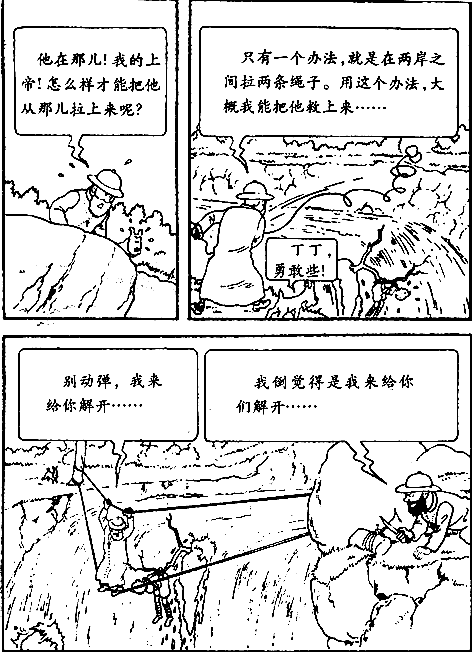 他在那儿！我的上
帝！怎么样才能把他
从那儿拉上来呢？
只有一个办法，就是在两岸之
间拉两条绳子。用这个办法，大
概我能把他救上来……
丁丁，
勇敢些！
别动弹，我来
给你解开……
我倒觉得是我来给你
们解开……